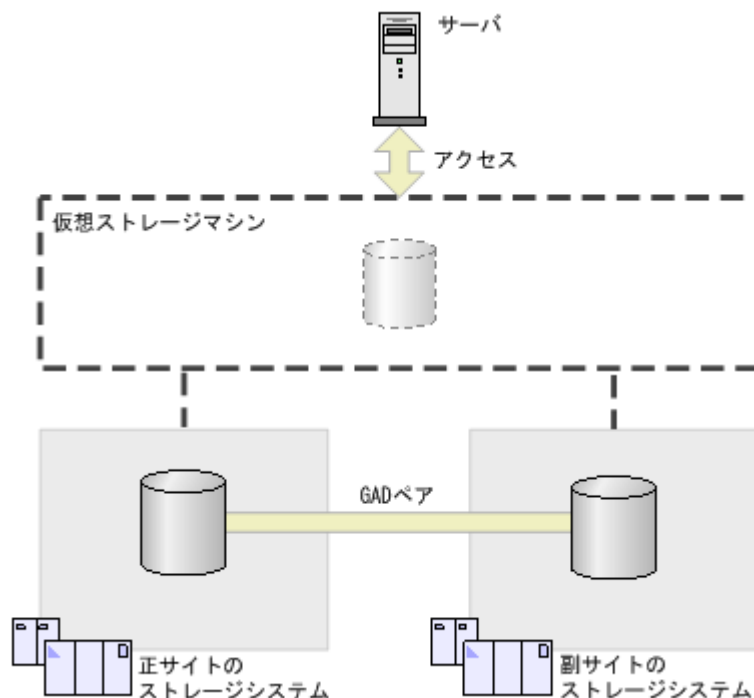 サーバ
アクセス
仮想ストレージマシン
GADペア
正サイトの
ストレージシステム
副サイトの
ストレージシステム